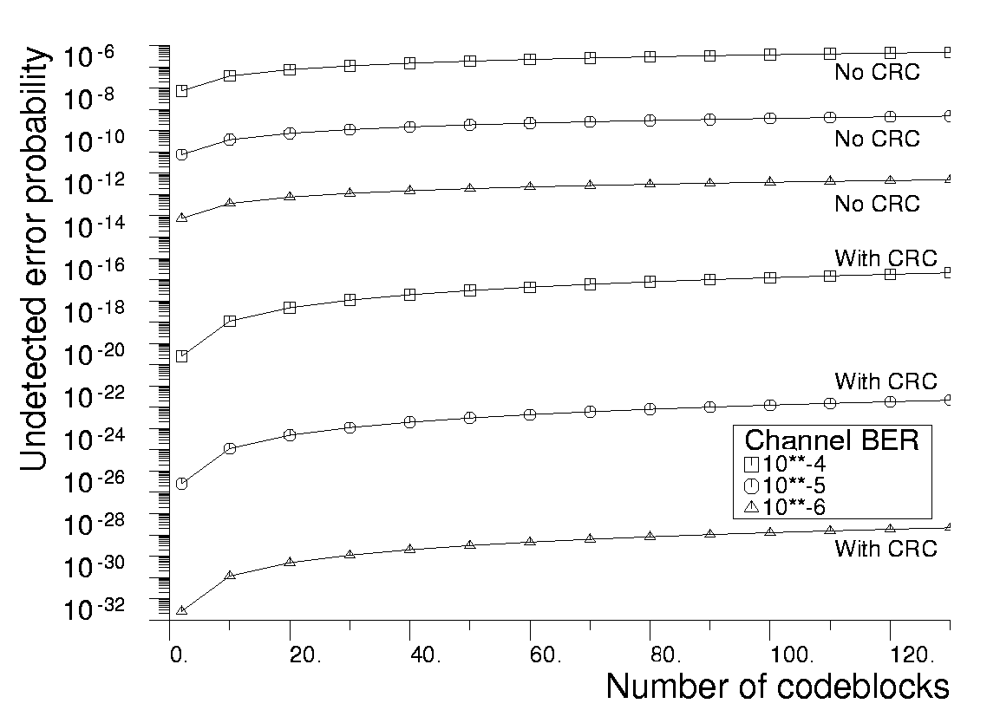 Undetected error probability
10^-6
10^-8
10^-10
10^-12
10^-14
10^-16
10^-18
10^-20
10^-22
10^-24
10^-26
10^-28
10^-30
10^-32
No CRC
No CRC
No CRC
With CRC
With CRC
Channel BER
10**-4
10**-5
10**-6
With CRC
0. 20. 40. 60. 80. 100. 120.
Number of codeblocks